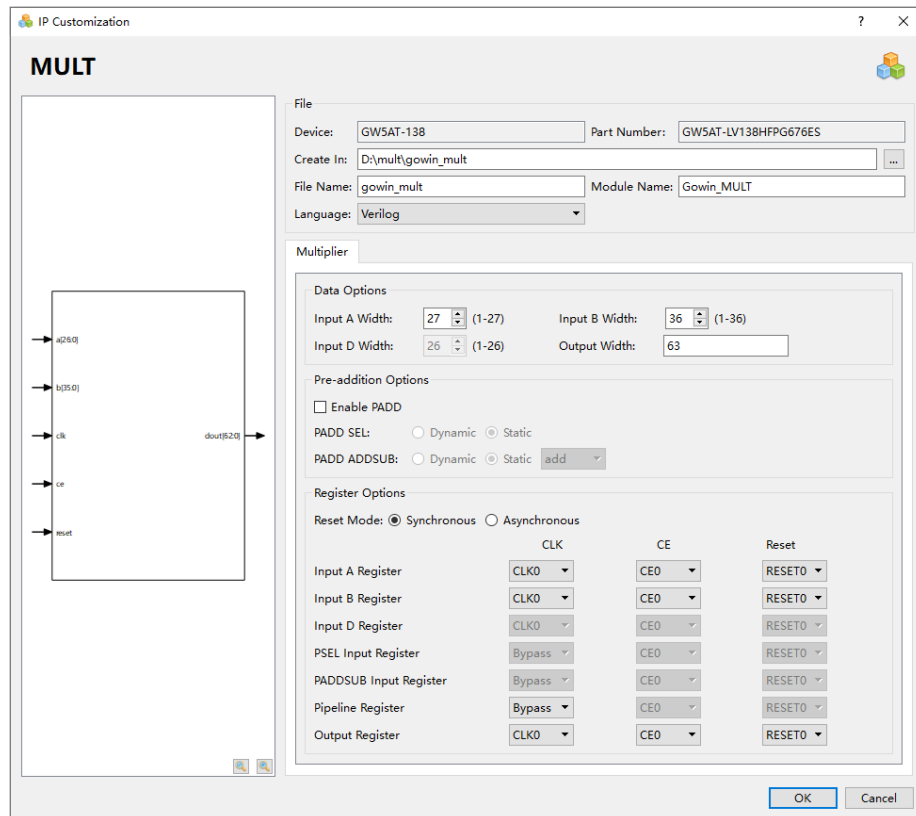 IP Customization ? ×
MULT
File
Device: GW5AT-138 Part Number: GW5AT-LV138HFPG676ES
Create In: D:\mult\gowin_mult ...
File Name: gowin_mult Module Name: Gowin_MULT
Language: Verilog
Multiplier
Data Options
Input A Width: 27 (1-27) Input B Width: 36 (1-36)
Input D Width: 26 (1-26) Output Width: 63
Pre-addition Options
Enable PADD
PADD SEL: Dynamic Static
PADD ADDSUB: Dynamic Static add
Register Options
Reset Mode: Synchronous Asynchronous
CLK CE Reset
Input A Register CLK0 CE0 RESET0
Input B Register CLK0 CE0 RESET0
Input D Register CLK0 CE0 RESET0
PSEL Input Register Bypass CE0 RESET0
PADDSUB Input Register Bypass CE0 RESET0
Pipeline Register Bypass CE0 RESET0
Output Register CLK0 CE0 RESET0
a[26:0]
b[35:0]
clk dout[62:0]
ce
reset
OK Cancel